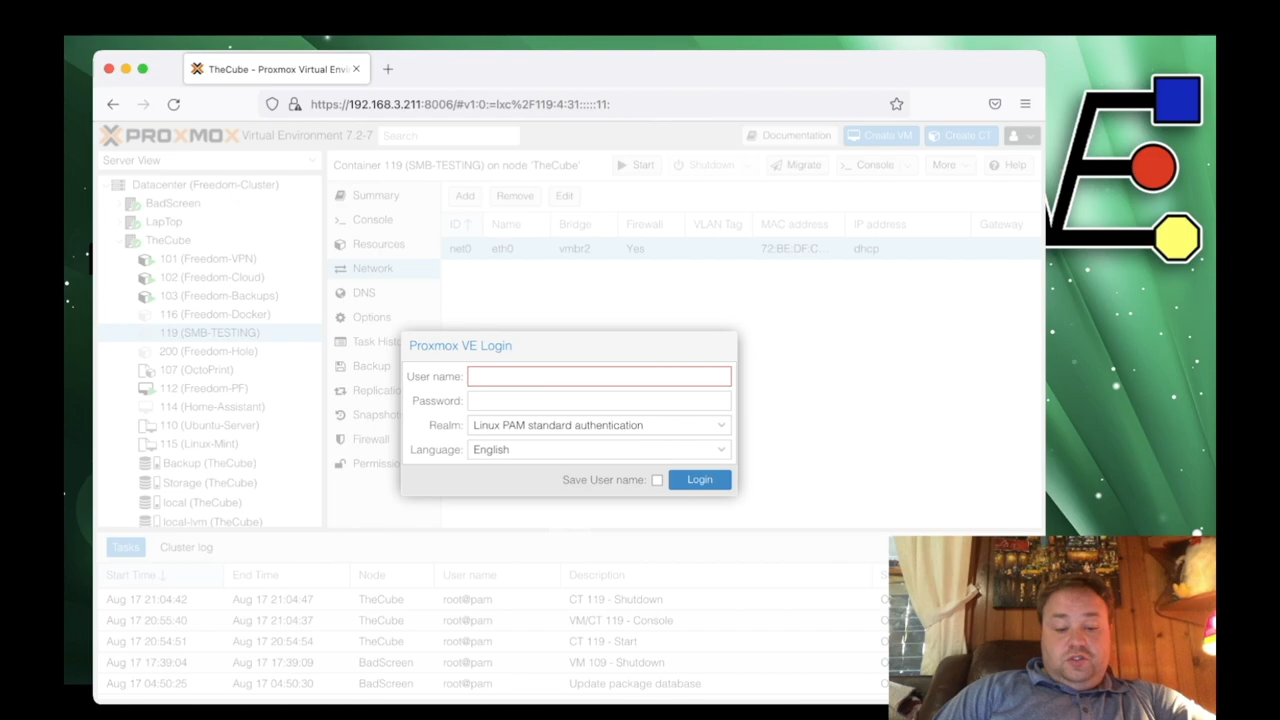 TheCube - Proxmox Virtual Envi
https://192.168.3.211:8006/#v1:0:=lxc%2F119:4:31:::::11:
PROXMOX Virtual Environment 7.2-7 Search Documentation Create VM Create CT
Server View
Container 119 (SMB-TESTING) on node 'TheCube' Start Shutdown Migrate Console More Help
Datacenter (Freedom-Cluster)
BadScreen
LapTop
TheCube
101 (Freedom-VPN)
102 (Freedom-Cloud)
103 (Freedom-Backups)
116 (Freedom-Docker)
119 (SMB-TESTING)
200 (Freedom-Hole)
107 (OctoPrint)
112 (Freedom-PF)
114 (Home-Assistant)
110 (Ubuntu-Server)
115 (Linux-Mint)
Backup (TheCube)
Storage (TheCube)
local (TheCube)
local-lvm (TheCube)
Summary
Console
Resources
Network
DNS
Options
Task Histo
Backup
Replicatio
Snapshot
Firewall
Permissio
Add Remove Edit
ID Name Bridge Firewall VLAN Tag MAC address IP address Gateway
net0 eth0 vmbr2 Yes 72:BE:DF:C... dhcp
Proxmox VE Login
User name:
Password:
Realm: Linux PAM standard authentication
Language: English
Save User name: Login
Tasks Cluster log
Start Time End Time Node User name Description S
Aug 17 21:04:42 Aug 17 21:04:47 TheCube root@pam CT 119 - Shutdown
Aug 17 20:55:40 Aug 17 21:04:37 TheCube root@pam VM/CT 119 - Console
Aug 17 20:54:51 Aug 17 20:54:54 TheCube root@pam CT 119 - Start
Aug 17 17:39:04 Aug 17 17:39:09 BadScreen root@pam VM 109 - Shutdown
Aug 17 04:50:25 Aug 17 04:50:30 BadScreen root@pam Update package database